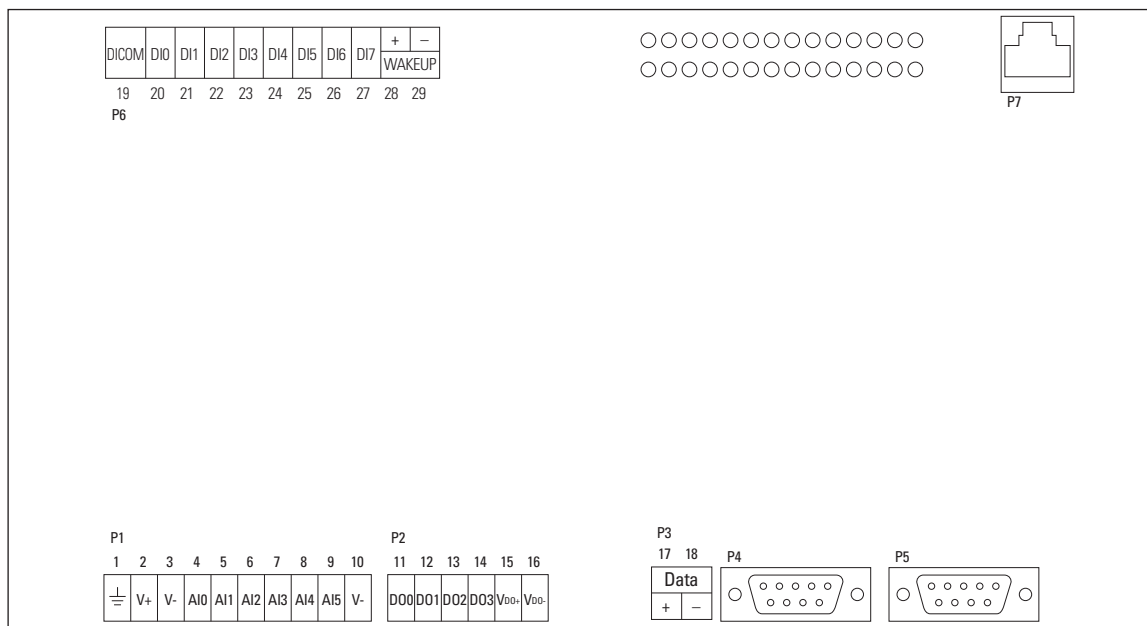 + −
DICOM DI0 DI1 DI2 DI3 DI4 DI5 DI6 DI7 WAKEUP
19 20 21 22 23 24 25 26 27 28 29
P6
P7
P1
1 2 3 4 5 6 7 8 9 10
V+ V- AI0 AI1 AI2 AI3 AI4 AI5 V-
P2
11 12 13 14 15 16
DO0 DO1 DO2 DO3 VDO+ VDO-
P3
17 18
Data
+ −
P4
P5